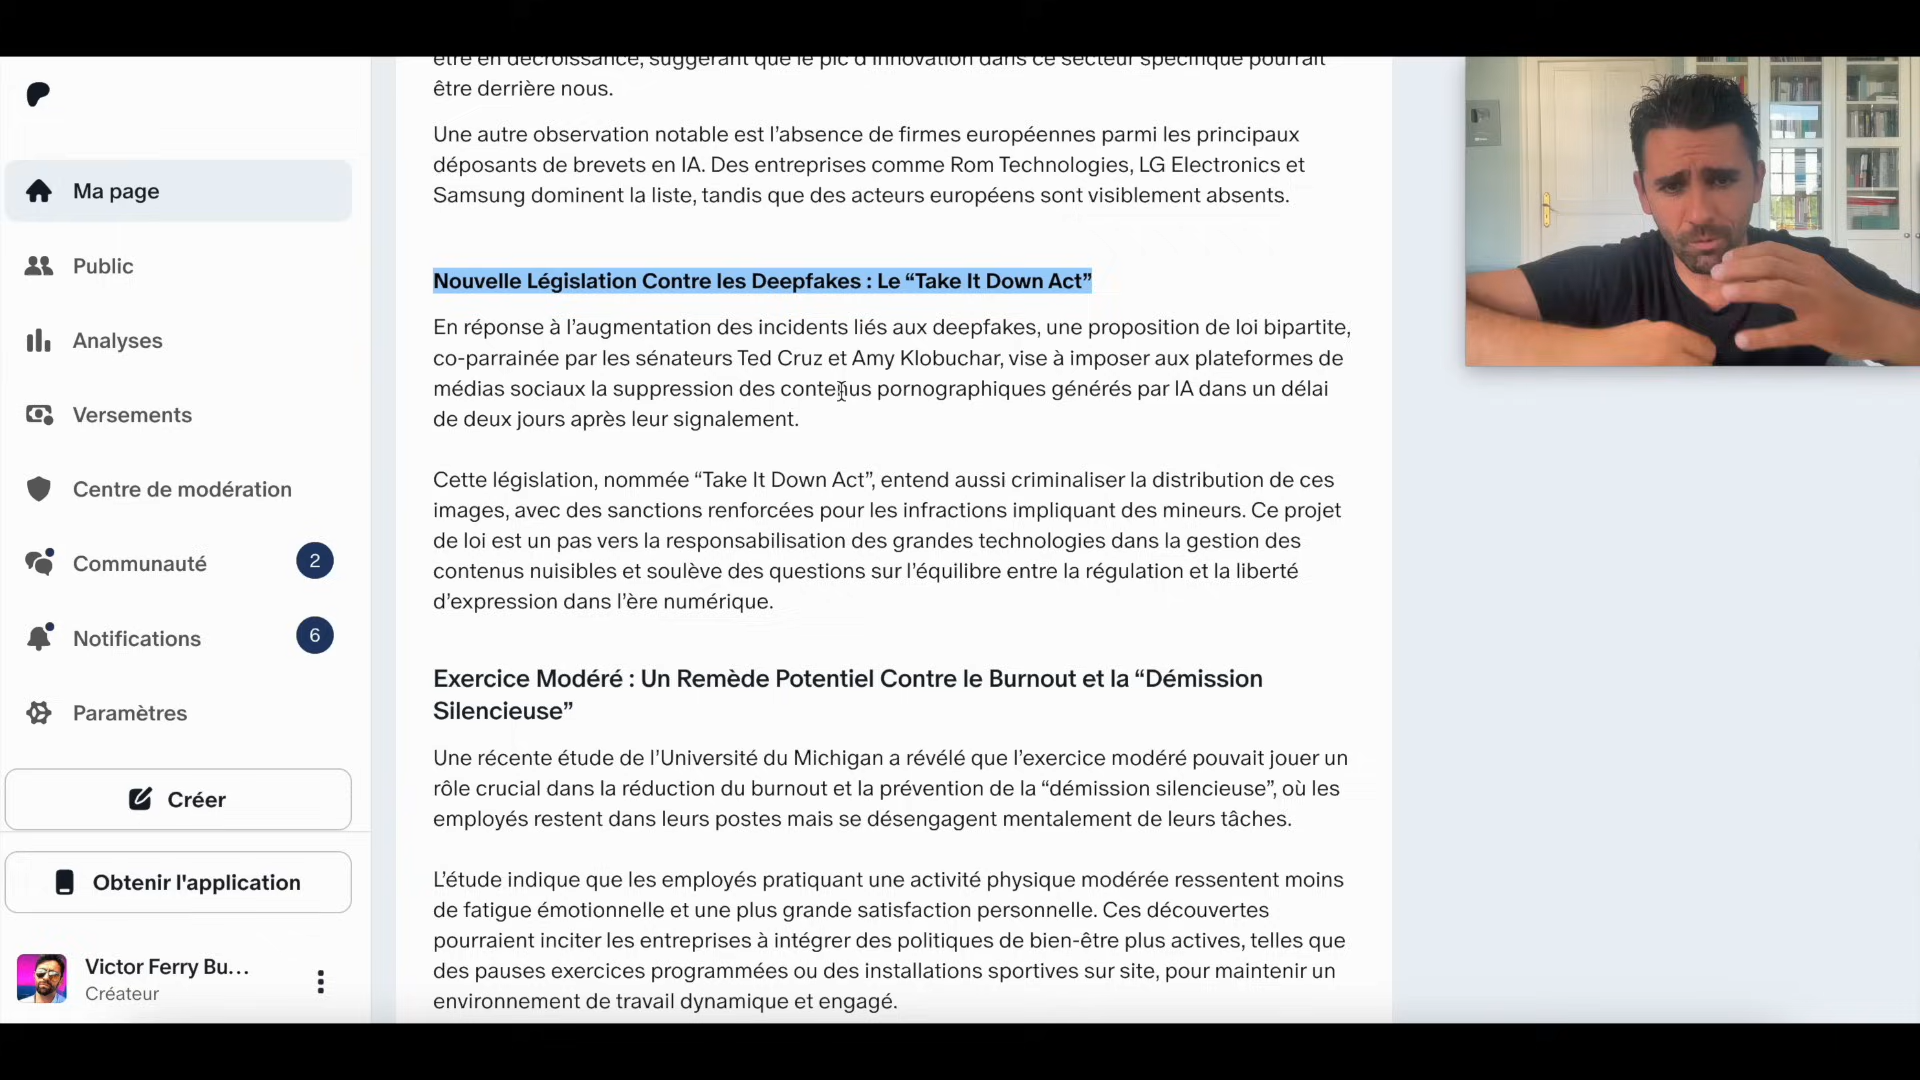 Ma page
Public
Analyses
Versements
Centre de modération
Communauté
2
Notifications
6
Paramètres
Créer
Obtenir l'application
Victor Ferry Bu...
Créateur
être en décroissance, suggérant que le pic d'innovation dans ce secteur spécifique pourrait
être derrière nous.
Une autre observation notable est l’absence de firmes européennes parmi les principaux
déposants de brevets en IA. Des entreprises comme Rom Technologies, LG Electronics et
Samsung dominent la liste, tandis que des acteurs européens sont visiblement absents.
Nouvelle Législation Contre les Deepfakes : Le “Take It Down Act”
En réponse à l’augmentation des incidents liés aux deepfakes, une proposition de loi bipartite,
co-parrainée par les sénateurs Ted Cruz et Amy Klobuchar, vise à imposer aux plateformes de
médias sociaux la suppression des contenus pornographiques générés par IA dans un délai
de deux jours après leur signalement.
Cette législation, nommée “Take It Down Act”, entend aussi criminaliser la distribution de ces
images, avec des sanctions renforcées pour les infractions impliquant des mineurs. Ce projet
de loi est un pas vers la responsabilisation des grandes technologies dans la gestion des
contenus nuisibles et soulève des questions sur l’équilibre entre la régulation et la liberté
d’expression dans l’ère numérique.
Exercice Modéré : Un Remède Potentiel Contre le Burnout et la “Démission
Silencieuse”
Une récente étude de l’Université du Michigan a révélé que l’exercice modéré pouvait jouer un
rôle crucial dans la réduction du burnout et la prévention de la “démission silencieuse”, où les
employés restent dans leurs postes mais se désengagent mentalement de leurs tâches.
L’étude indique que les employés pratiquant une activité physique modérée ressentent moins
de fatigue émotionnelle et une plus grande satisfaction personnelle. Ces découvertes
pourraient inciter les entreprises à intégrer des politiques de bien-être plus actives, telles que
des pauses exercices programmées ou des installations sportives sur site, pour maintenir un
environnement de travail dynamique et engagé.